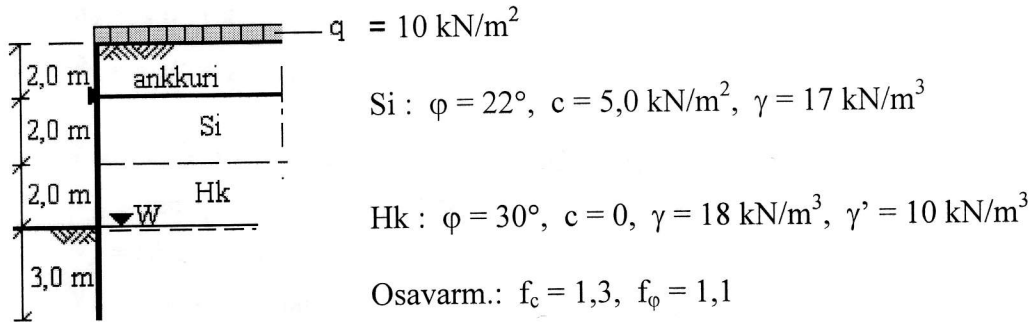 q = 10 kN/m²
2,0 m
ankkuri
Si : φ = 22°, c = 5,0 kN/m², γ = 17 kN/m³
2,0 m
Si
2,0 m
Hk
W
Hk : φ = 30°, c = 0, γ = 18 kN/m³, γ’ = 10 kN/m³
3,0 m
Osavarm.: f_c = 1,3, f_φ = 1,1